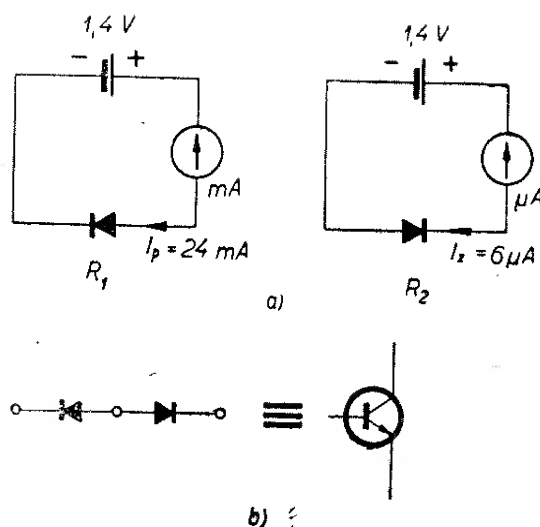 1,4 V
- +
mA
I_p = 24 mA
R_1
1,4 V
- +
μA
I_z = 6 μA
R_2
a)
b)